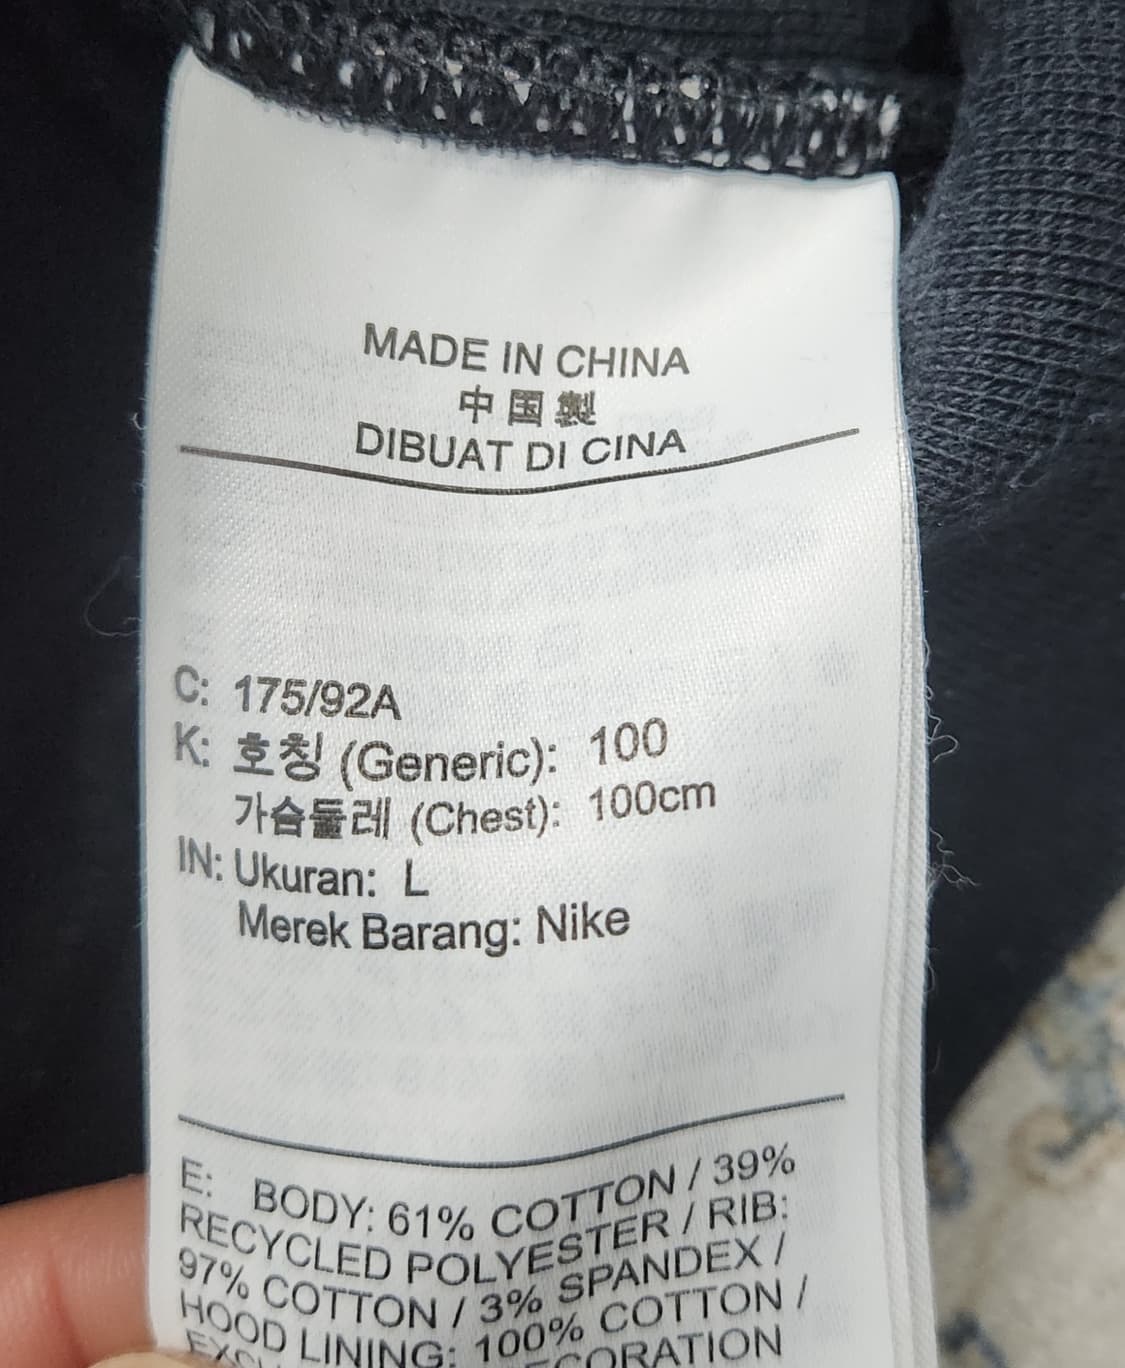 MADE IN CHINA
中国製
DIBUAT DI CINA
C: 175/92A
K: 호칭 (Generic): 100
가슴둘레 (Chest): 100cm
IN: Ukuran: L
Merek Barang: Nike
E: BODY: 61% COTTON / 39%
RECYCLED POLYESTER / RIB:
97% COTTON / 3% SPANDEX /
HOOD LINING: 100% COTTON /